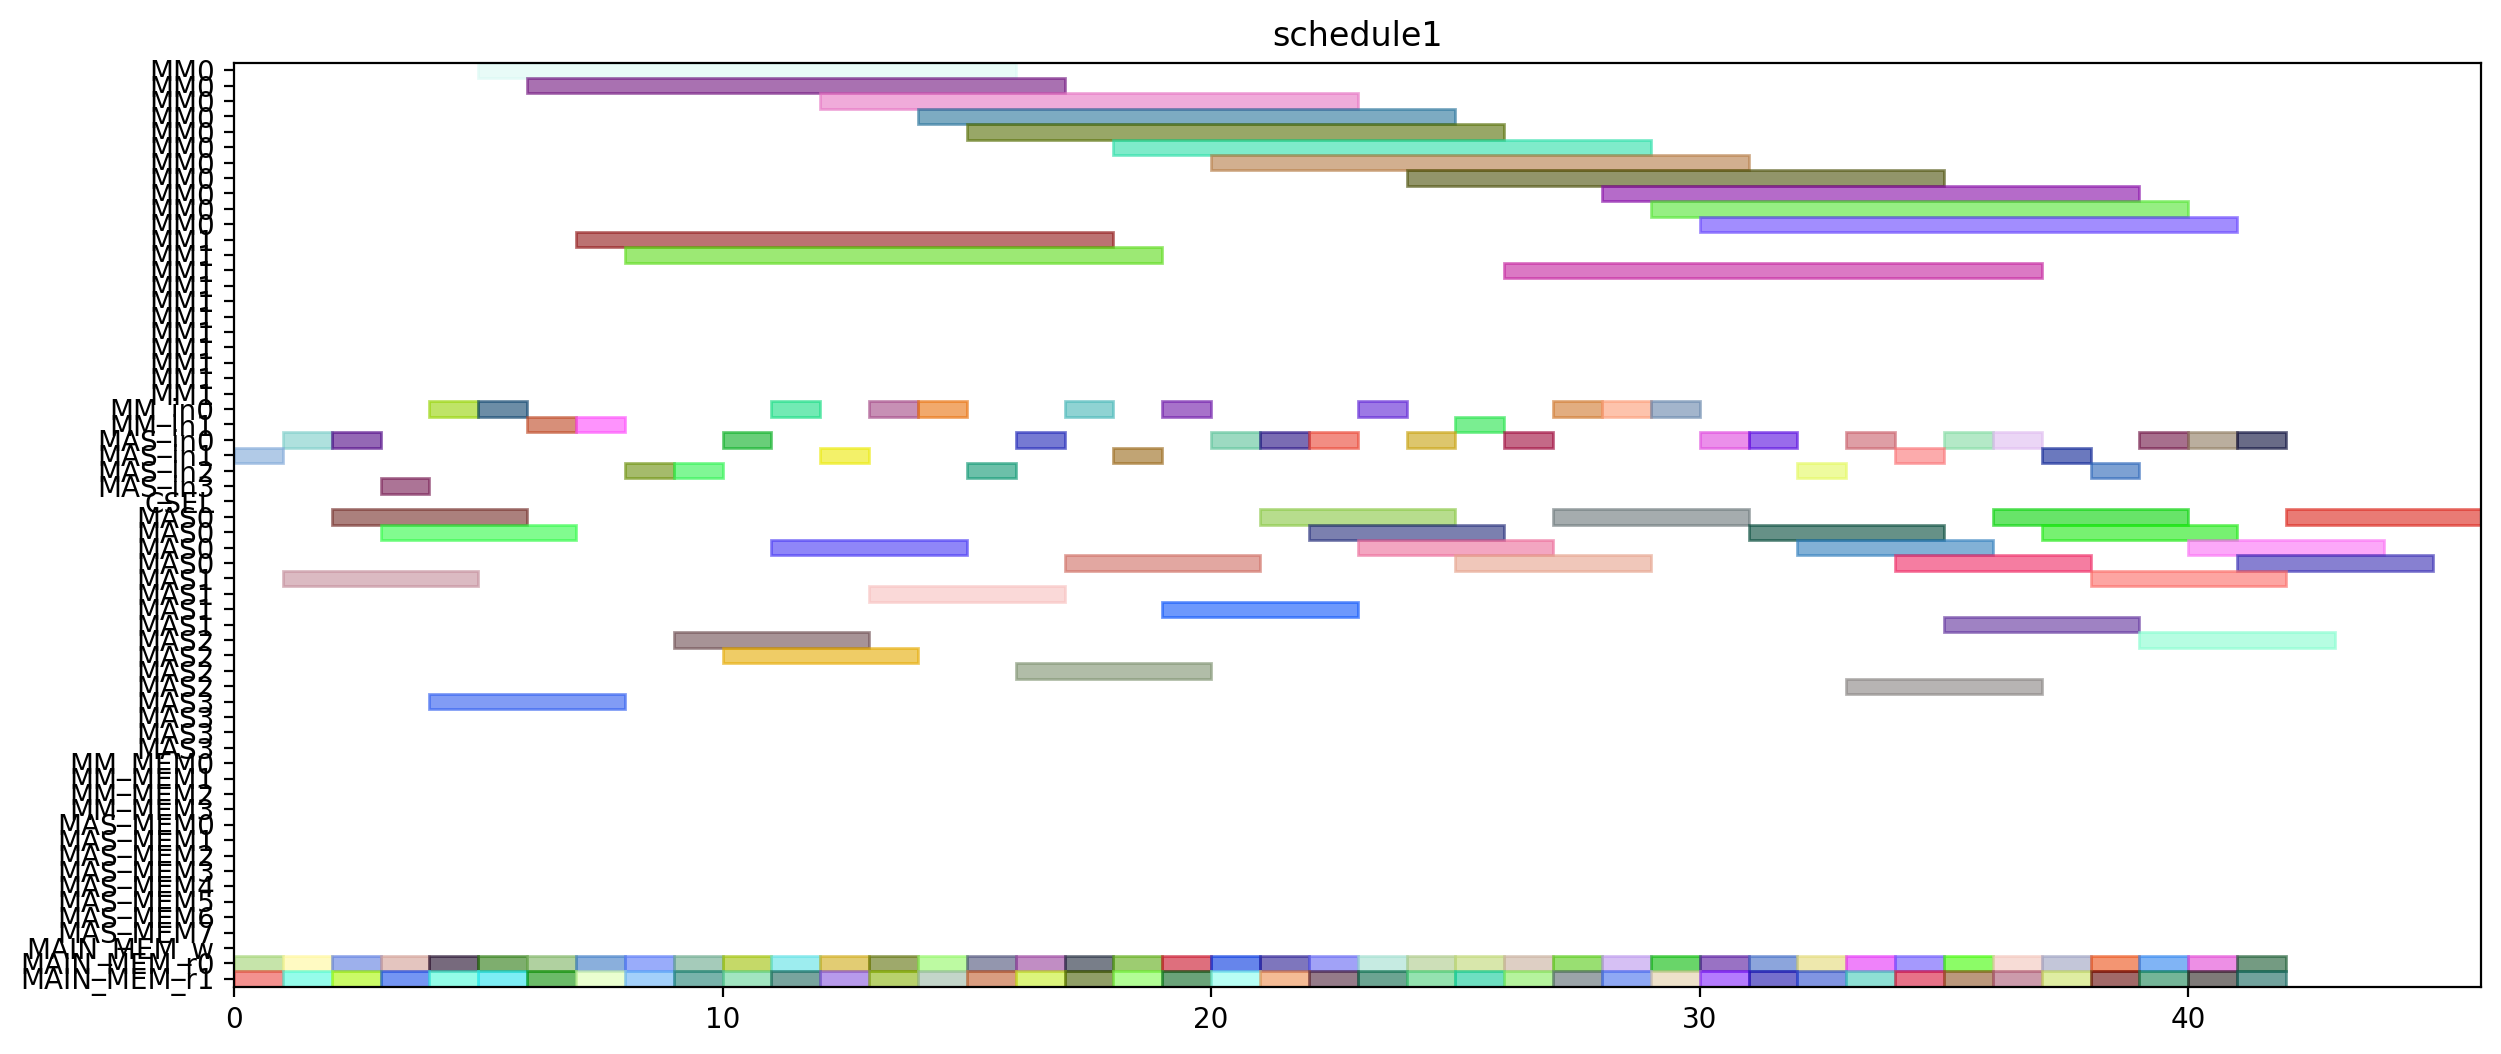 schedule1
MM0
MM0
MM0
MM0
MM0
MM0
MM0
MM0
MM0
MM0
MM0
MM1
MM1
MM1
MM1
MM1
MM1
MM1
MM1
MM1
MM1
MM1
MM_in0
MM_in1
MAS_in0
MAS_in1
MAS_in2
MAS_in3
CSEL
MAS0
MAS0
MAS0
MAS0
MAS1
MAS1
MAS1
MAS1
MAS2
MAS2
MAS2
MAS2
MAS3
MAS3
MAS3
MAS3
MM_MEM0
MM_MEM1
MM_MEM2
MM_MEM3
MAS_MEM0
MAS_MEM1
MAS_MEM2
MAS_MEM3
MAS_MEM4
MAS_MEM5
MAS_MEM6
MAS_MEM7
MAIN_MEM_w
MAIN_MEM_r0
MAIN_MEM_r1
0 10 20 30 40